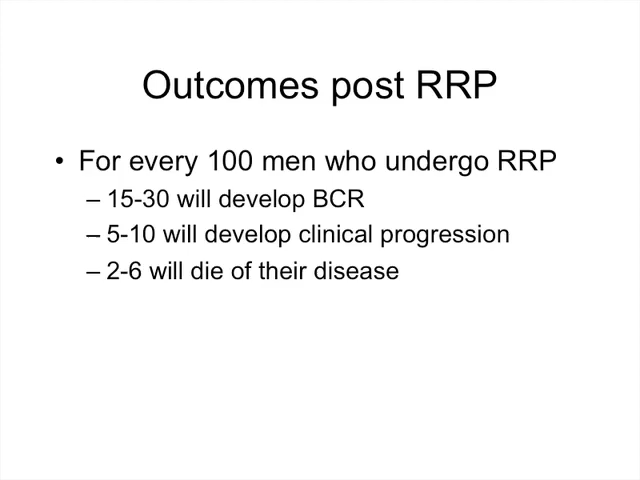 Outcomes post RRP
• For every 100 men who undergo RRP
– 15-30 will develop BCR
– 5-10 will develop clinical progression
– 2-6 will die of their disease